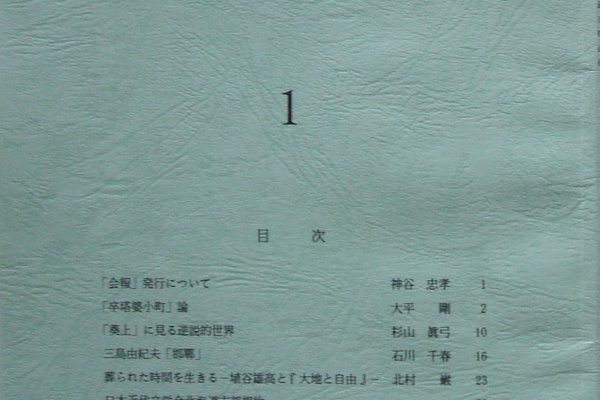 1
目 次
「会報」発行について 神谷 忠孝 1
「卒塔婆小町」論 大平 剛 2
「葵上」に見る逆説的世界 杉山 眞弓 10
三島由紀夫「邯鄲」 石川 千春 16
葬られた時間を生きる―埴谷雄高と『大地と自由』― 北村 巌 23